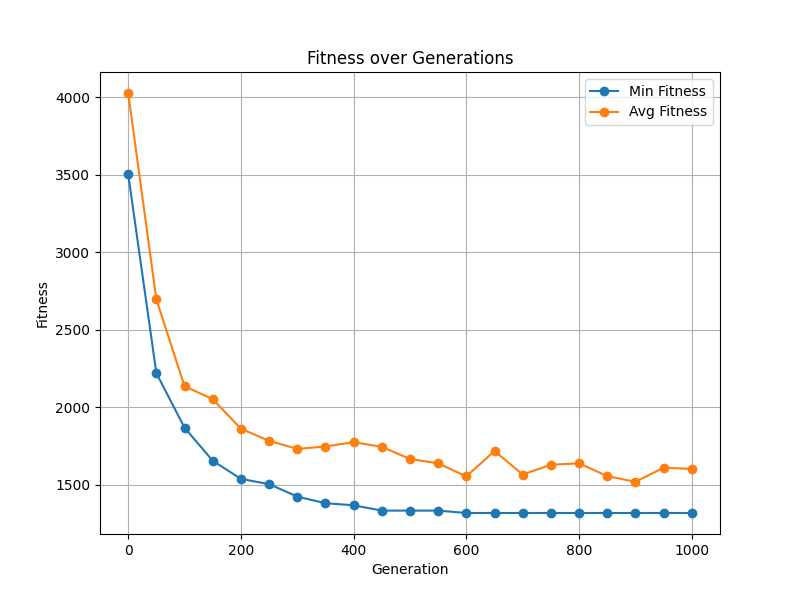 Fitness over Generations
Min Fitness
Avg Fitness
4000
3500
3000
2500
2000
1500
Fitness
0 200 400 600 800 1000
Generation